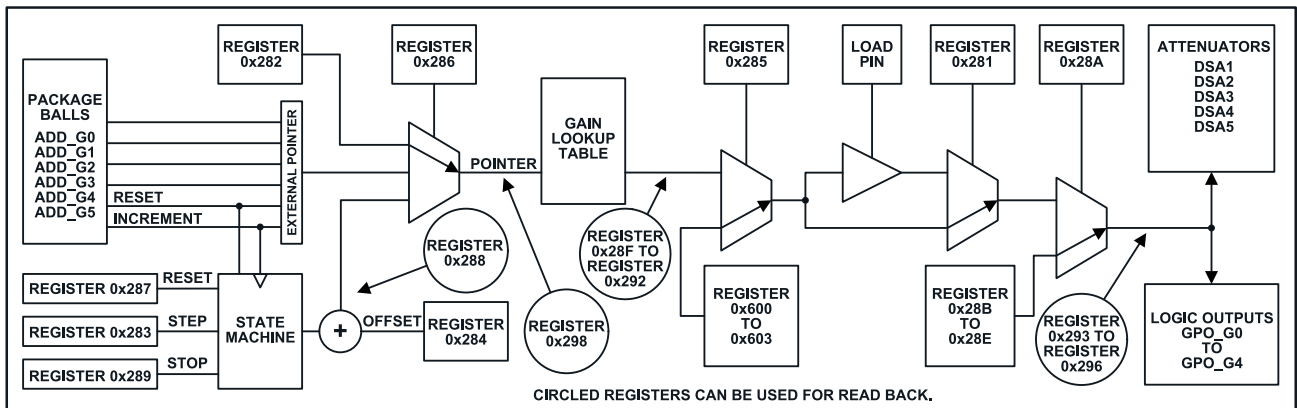 REGISTER
0x282
REGISTER
0x286
REGISTER
0x285
LOAD
PIN
REGISTER
0x281
REGISTER
0x28A
ATTENUATORS
DSA1
DSA2
DSA3
DSA4
DSA5
PACKAGE
BALLS
ADD_G0
ADD_G1
ADD_G2
ADD_G3
ADD_G4
ADD_G5
RESET
INCREMENT
EXTERNAL POINTER
POINTER
GAIN
LOOKUP
TABLE
REGISTER
0x288
REGISTER
0x28F TO
REGISTER
0x292
REGISTER 0x287
RESET
REGISTER 0x283
STEP
REGISTER 0x289
STOP
STATE
MACHINE
+
OFFSET
REGISTER
0x284
REGISTER
0x298
REGISTER
0x600
TO
0x603
REGISTER
0x28B
TO
0x28E
REGISTER
0x293 TO
REGISTER
0x296
LOGIC OUTPUTS
GPO_G0
TO
GPO_G4
CIRCLED REGISTERS CAN BE USED FOR READ BACK.